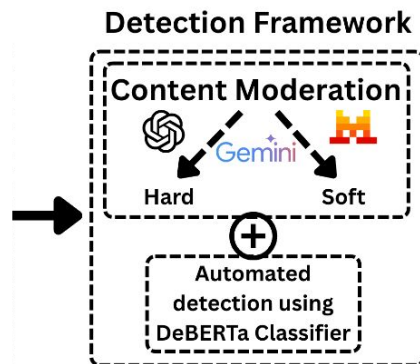 Detection Framework
Content Moderation
Gemini
Hard Soft
+
Automated
detection using
DeBERTa Classifier